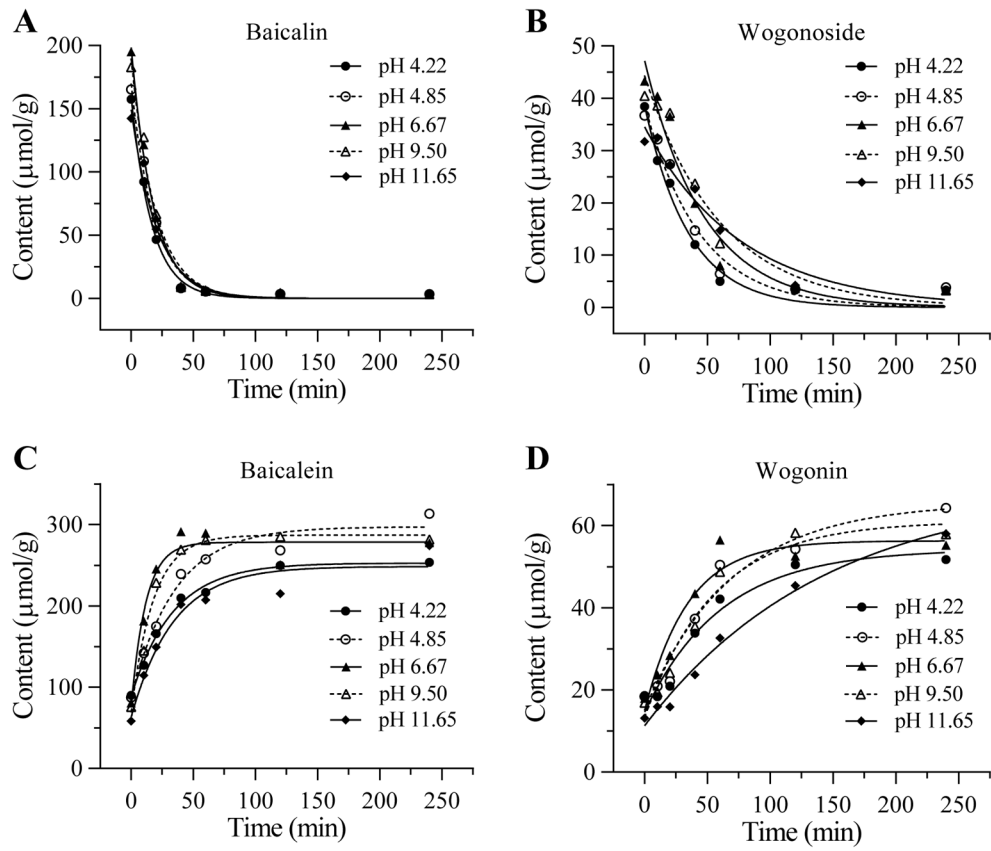 A
Baicalin
Content (μmol/g)
200
150
100
50
0
pH 4.22
pH 4.85
pH 6.67
pH 9.50
pH 11.65
0 50 100 150 200 250
Time (min)
B
Wogonoside
Content (μmol/g)
50
40
30
20
10
0
pH 4.22
pH 4.85
pH 6.67
pH 9.50
pH 11.65
0 50 100 150 200 250
Time (min)
C
Baicalein
Content (μmol/g)
300
200
100
0
pH 4.22
pH 4.85
pH 6.67
pH 9.50
pH 11.65
0 50 100 150 200 250
Time (min)
D
Wogonin
Content (μmol/g)
60
40
20
0
pH 4.22
pH 4.85
pH 6.67
pH 9.50
pH 11.65
0 50 100 150 200 250
Time (min)